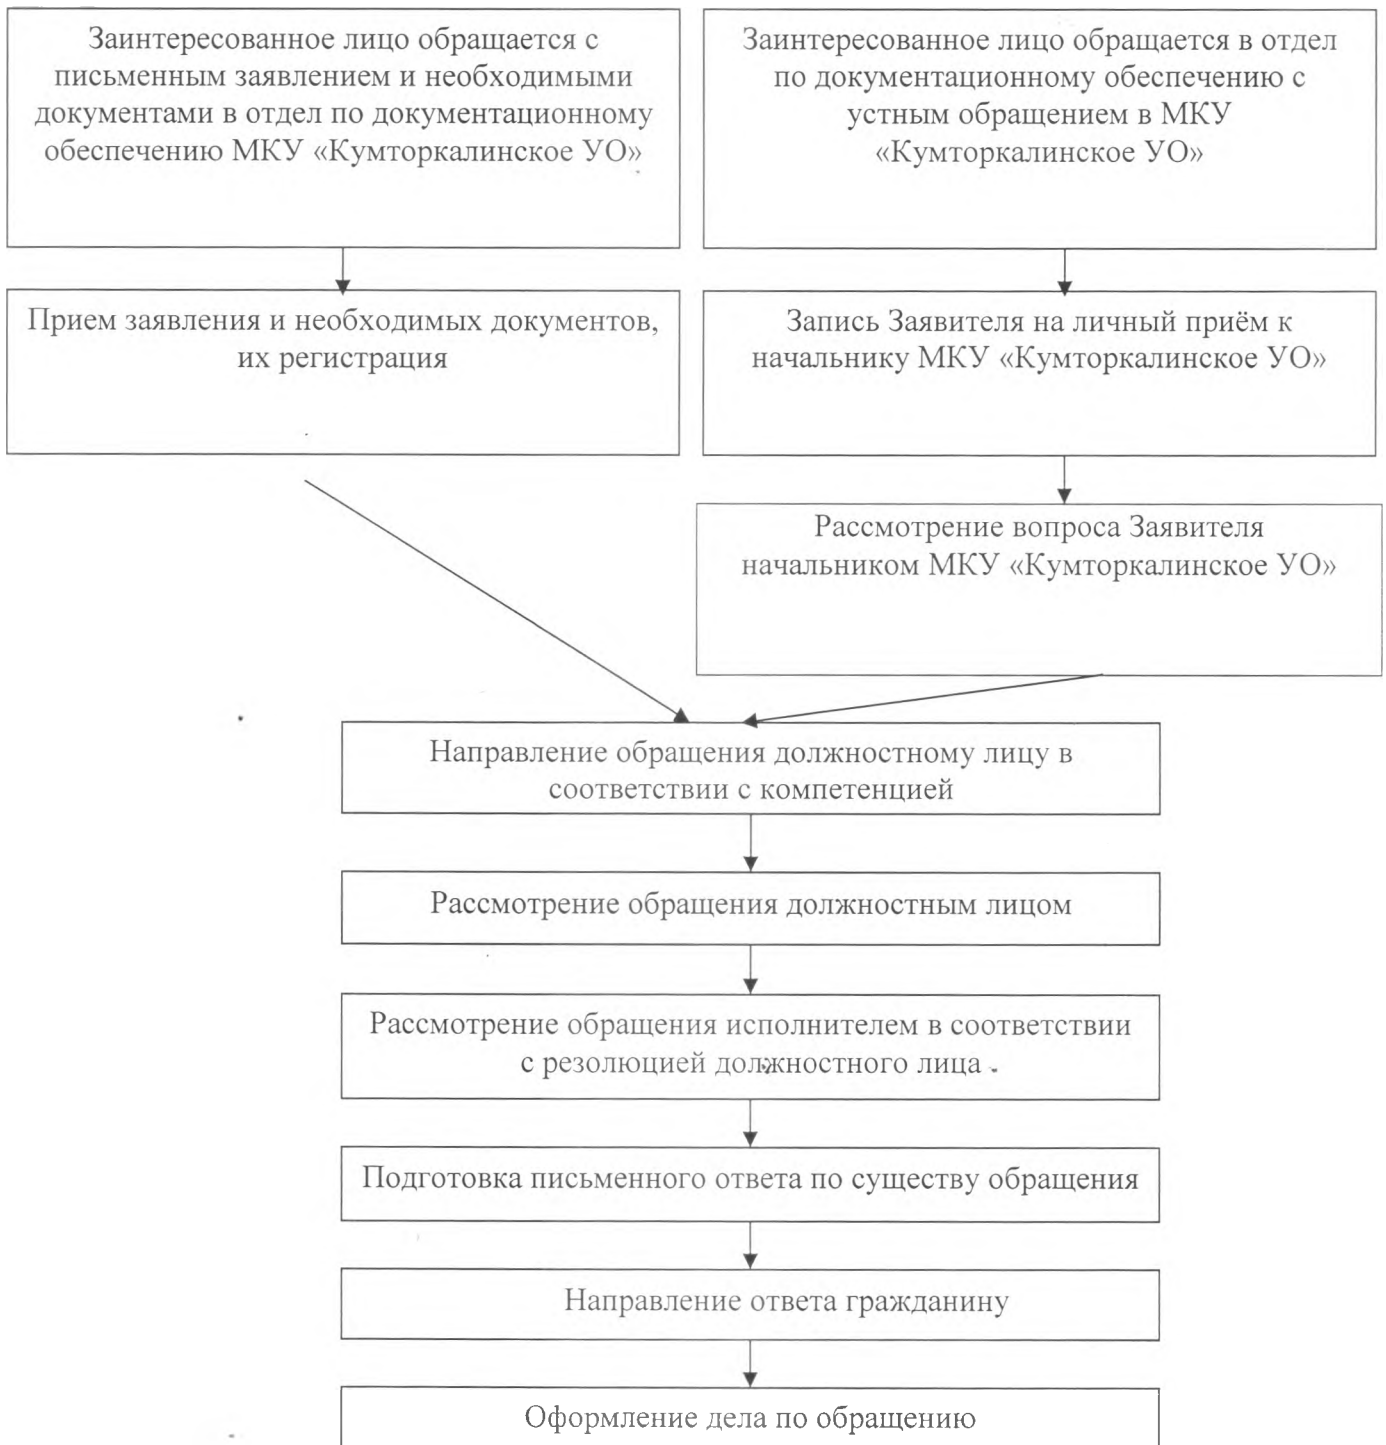 Заинтересованное лицо обращается с
письменным заявлением и необходимыми
документами в отдел по документационному
обеспечению МКУ «Кумторкалинское УО»
Заинтересованное лицо обращается в отдел
по документационному обеспечению с
устным обращением в МКУ
«Кумторкалинское УО»
Прием заявления и необходимых документов,
их регистрация
Запись Заявителя на личный приём к
начальнику МКУ «Кумторкалинское УО»
Рассмотрение вопроса Заявителя
начальником МКУ «Кумторкалинское УО»
Направление обращения должностному лицу в
соответствии с компетенцией
Рассмотрение обращения должностным лицом
Рассмотрение обращения исполнителем в соответствии
с резолюцией должностного лица
Подготовка письменного ответа по существу обращения
Направление ответа гражданину
Оформление дела по обращению